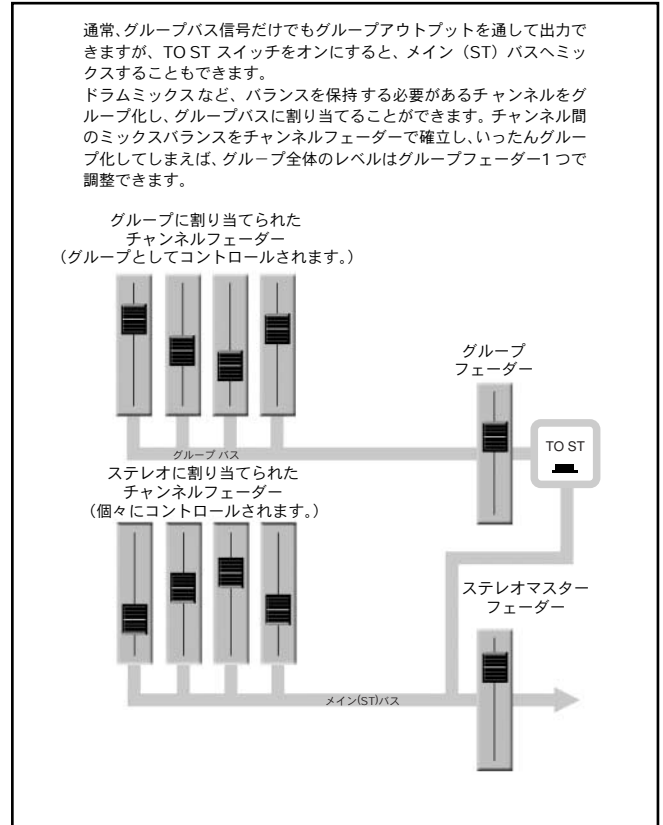 通常、グループバス信号だけでもグループアウトプットを通して出力で
きますが、TO ST スイッチをオンにすると、メイン（ST）バスへミッ
クスすることもできます。
ドラムミックスなど、バランスを保持する必要があるチャンネルをグ
ループ化し、グループバスに割り当てることができます。チャンネル間
のミックスバランスをチャンネルフェーダーで確立し、いったんグルー
プ化してしまえば、グループ全体のレベルはグループフェーダー1 つで
調整できます。
グループに割り当てられた
チャンネルフェーダー
（グループとしてコントロールされます。）
グループ
フェーダー
TO ST
グループ バス
ステレオに割り当てられた
チャンネルフェーダー
（個々にコントロールされます。）
ステレオマスター
フェーダー
メイン(ST)バス